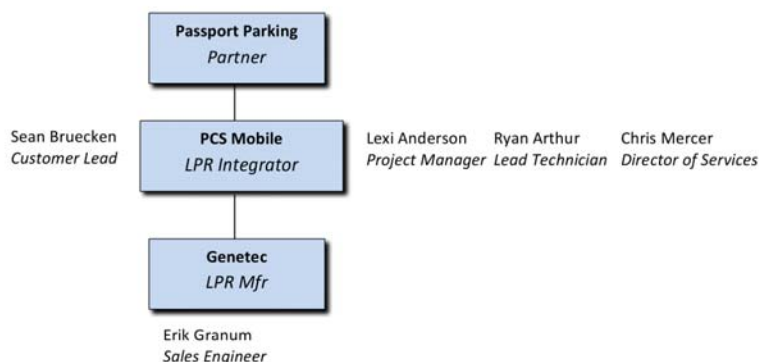 Passport Parking
Partner
Sean Bruecken
Customer Lead
PCS Mobile
LPR Integrator
Lexi Anderson
Project Manager
Ryan Arthur
Lead Technician
Chris Mercer
Director of Services
Genetec
LPR Mfr
Erik Granum
Sales Engineer